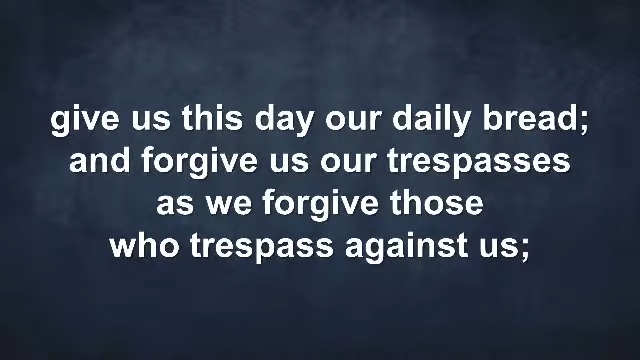 give us this day our daily bread;
and forgive us our trespasses
as we forgive those
who trespass against us;